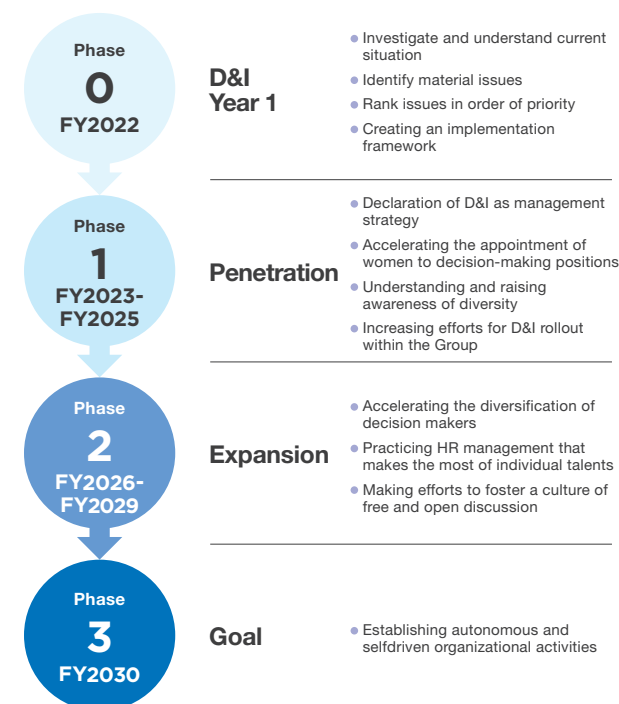 Phase
0
FY2022
D&I
Year 1
● Investigate and understand current
situation
● Identify material issues
● Rank issues in order of priority
● Creating an implementation
framework
Phase
1
FY2023-
FY2025
Penetration
● Declaration of D&I as management
strategy
● Accelerating the appointment of
women to decision-making positions
● Understanding and raising
awareness of diversity
● Increasing efforts for D&I rollout
within the Group
Phase
2
FY2026-
FY2029
Expansion
● Accelerating the diversification of
decision makers
● Practicing HR management that
makes the most of individual talents
● Making efforts to foster a culture of
free and open discussion
Phase
3
FY2030
Goal
● Establishing autonomous and
selfdriven organizational activities